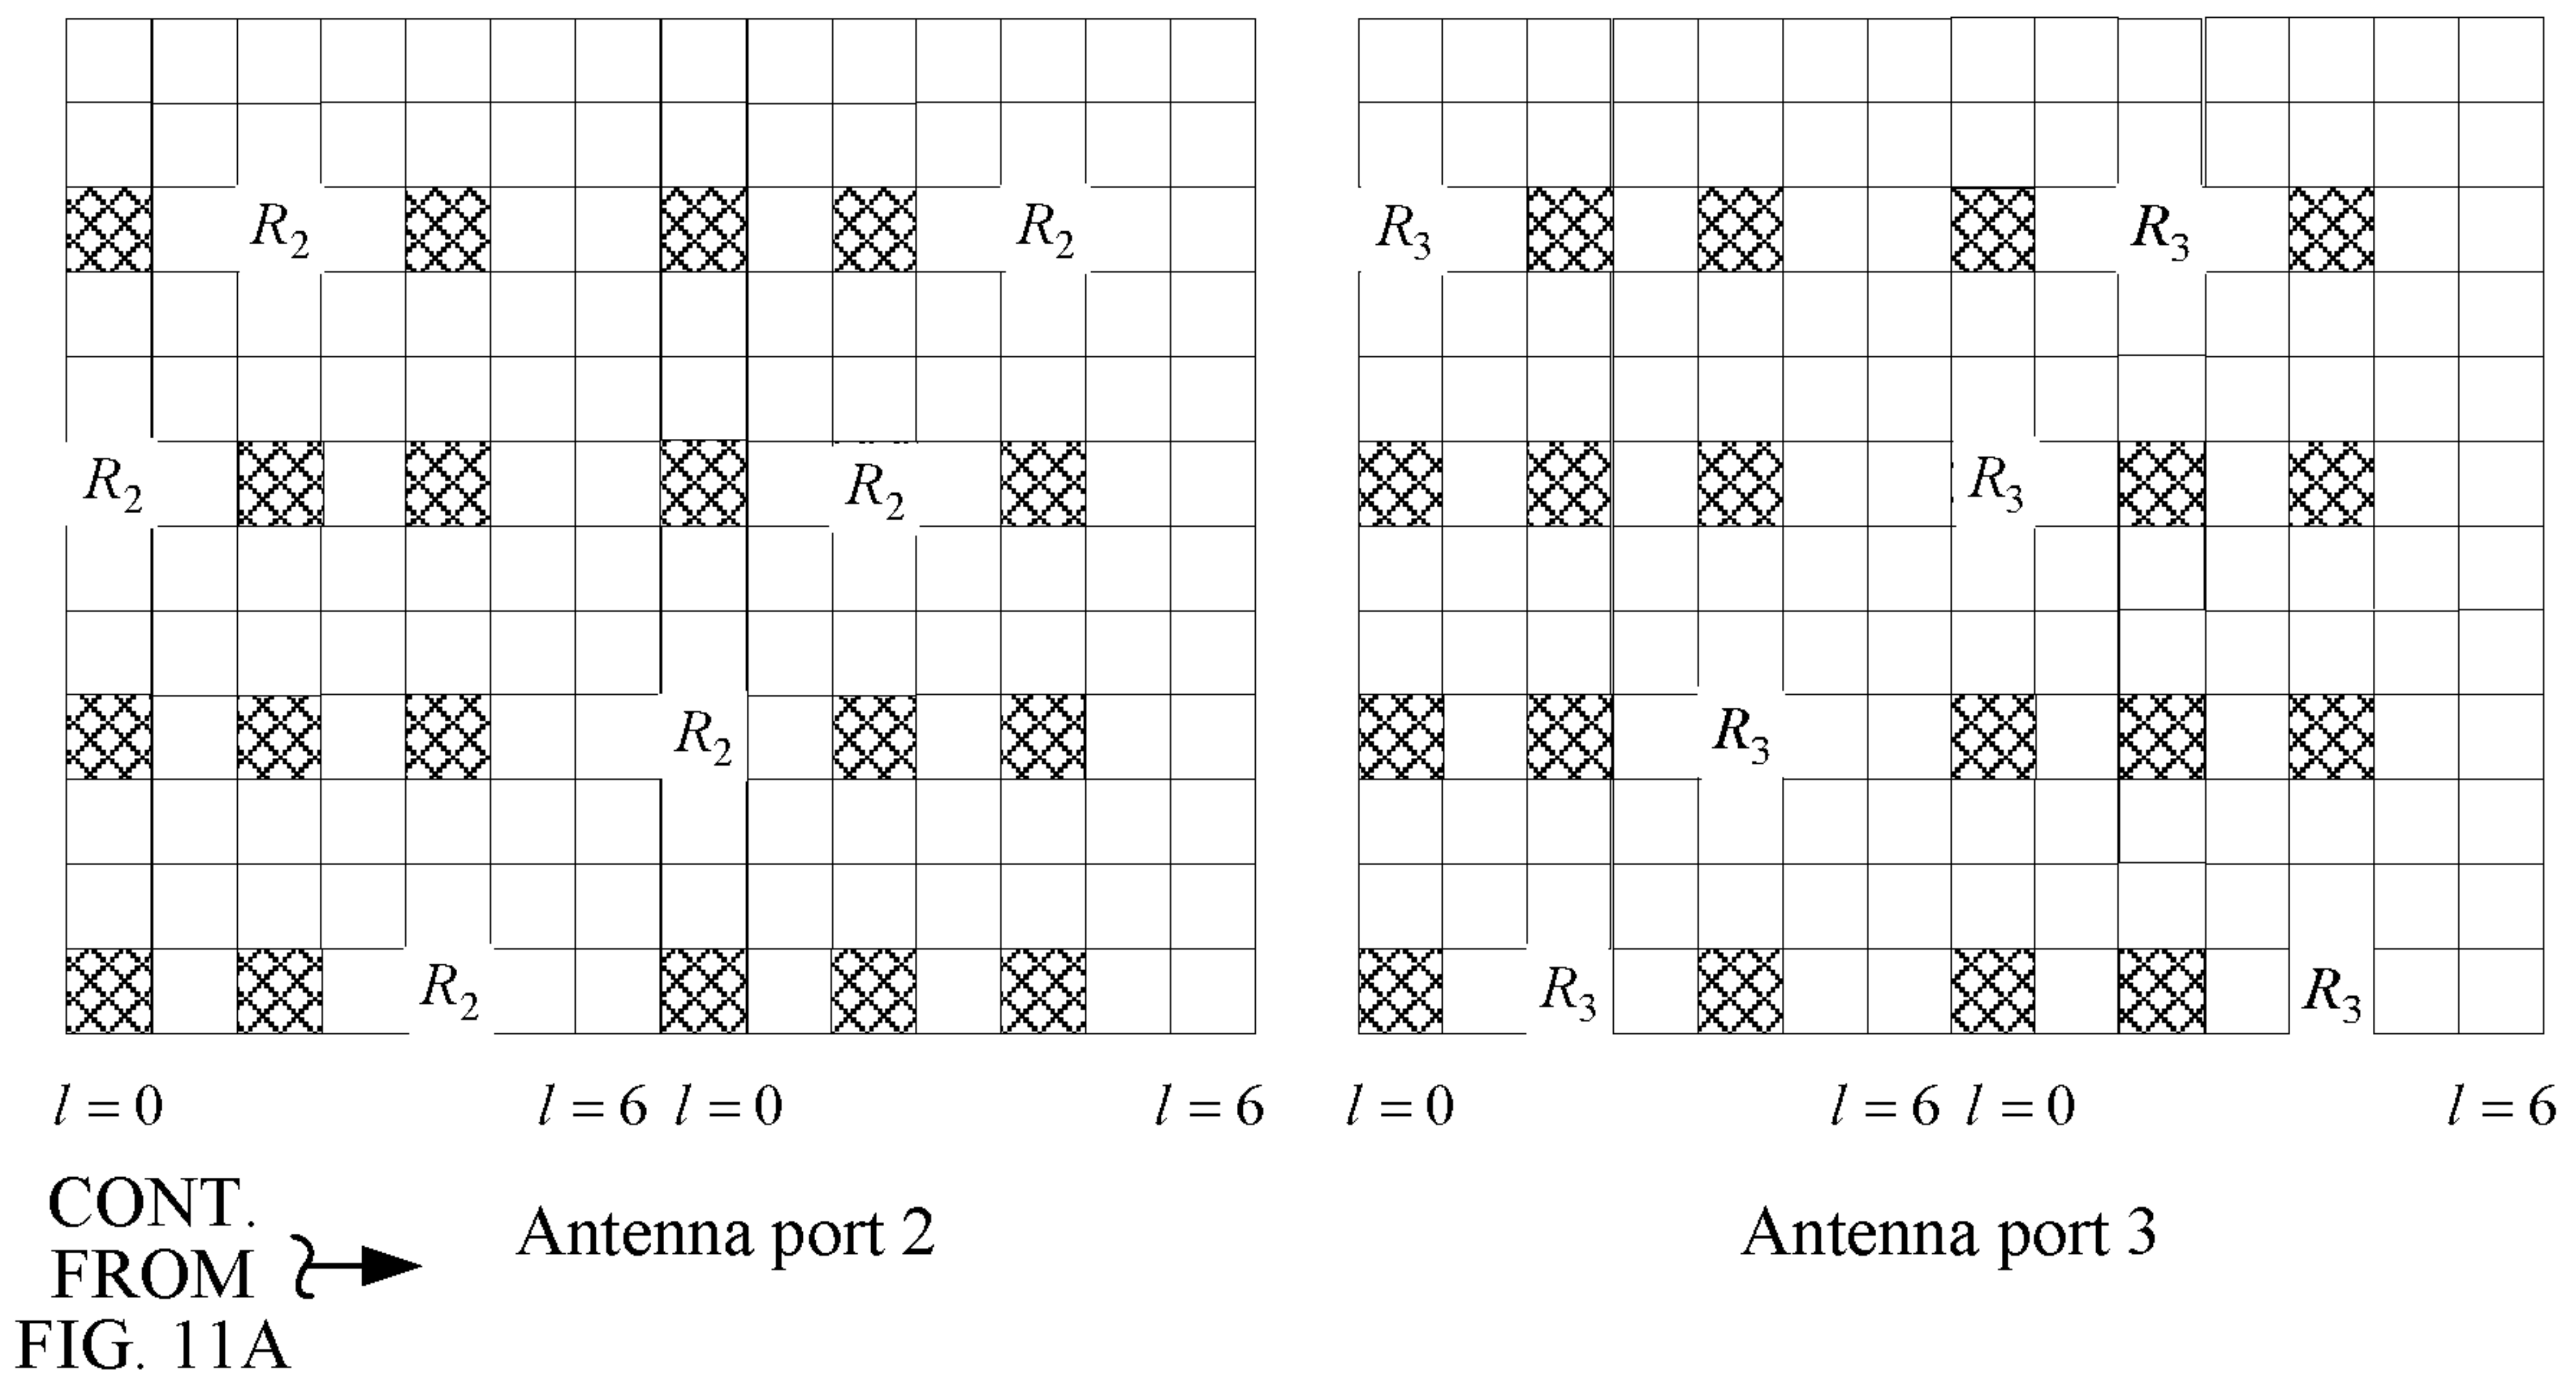 R₂ R₂ R₃ R₃
R₂ R₂ R₃
R₂ R₃
R₂ R₃ R₃
l = 0 l = 6 l = 0 l = 6 l = 0 l = 6 l = 0 l = 6
CONT.
FROM
FIG. 11A
Antenna port 2
Antenna port 3